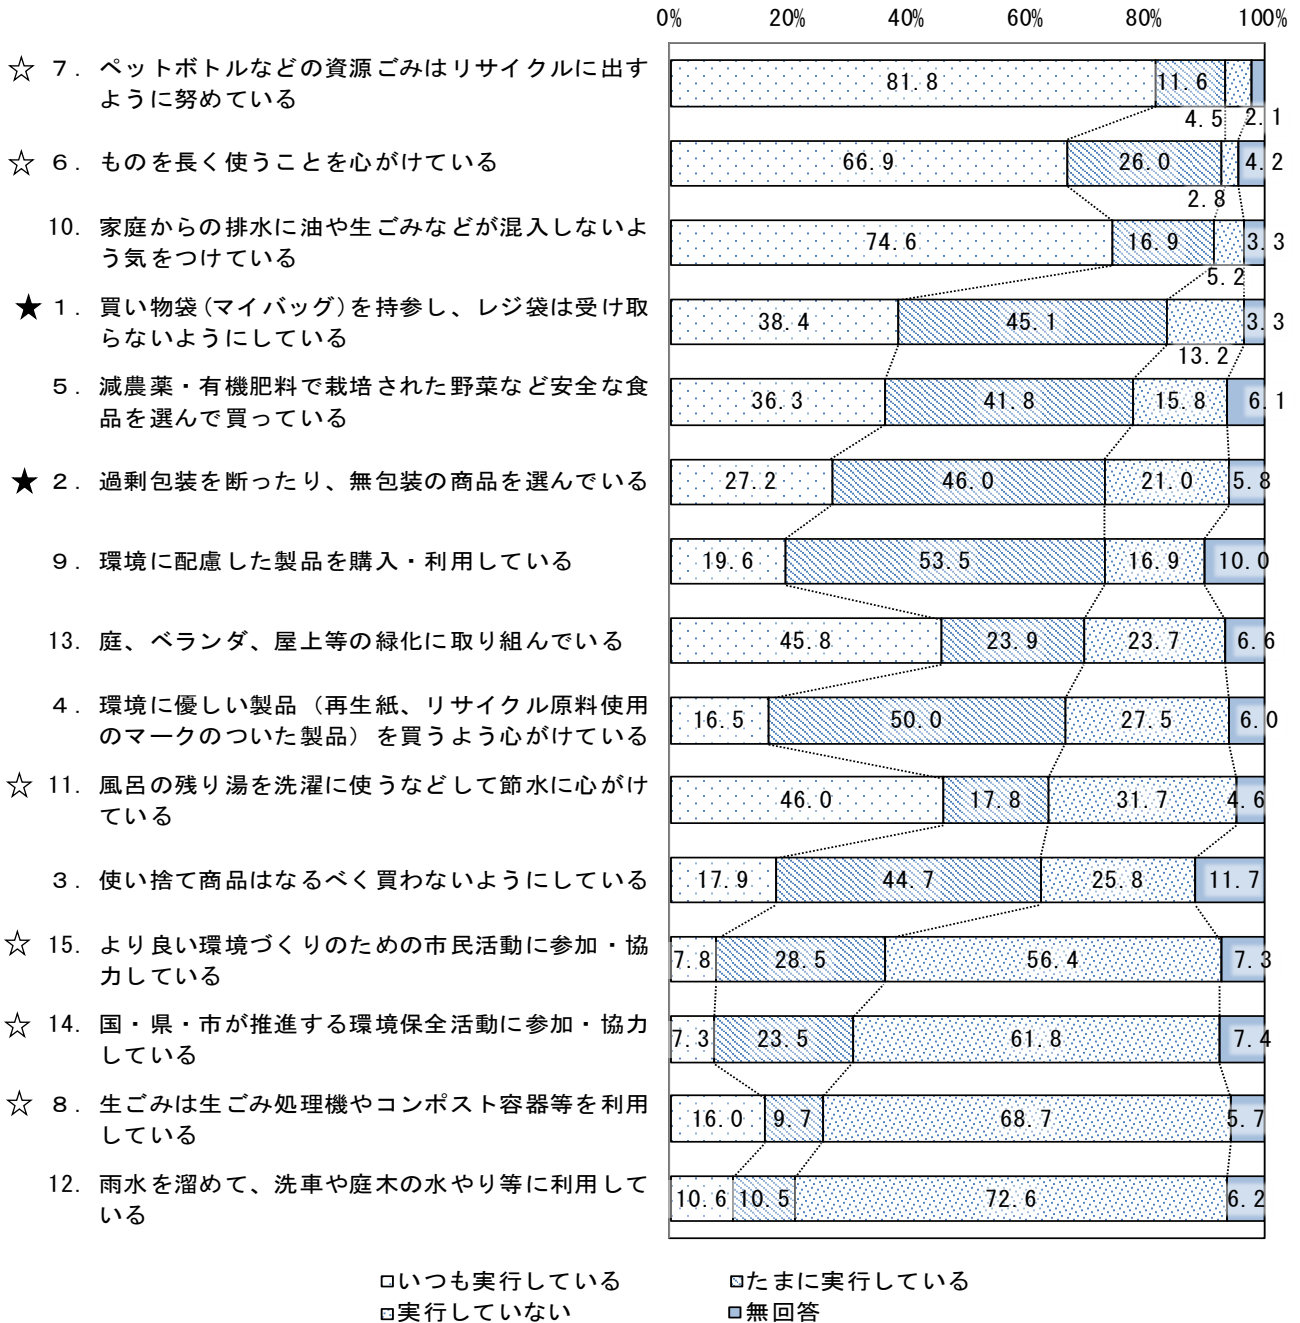 0% 20% 40% 60% 80% 100%
☆ 7. ペットボトルなどの資源ごみはリサイクルに出す
ように努めている
81.8 11.6
4.5 2.1
☆ 6. ものを長く使うことを心がけている
66.9 26.0 4.2
2.8
10. 家庭からの排水に油や生ごみなどが混入しないよ
う気をつけている
74.6 16.9 3.3
5.2
★ 1. 買い物袋(マイバッグ)を持参し、レジ袋は受け取
らないようにしている
38.4 45.1 3.3
13.2
5. 減農薬・有機肥料で栽培された野菜など安全な食
品を選んで買っている
36.3 41.8 15.8 6.1
★ 2. 過剰包装を断ったり、無包装の商品を選んでいる
27.2 46.0 21.0 5.8
9. 環境に配慮した製品を購入・利用している
19.6 53.5 16.9 10.0
13. 庭、ベランダ、屋上等の緑化に取り組んでいる
45.8 23.9 23.7 6.6
4. 環境に優しい製品(再生紙、リサイクル原料使用
のマークのついた製品)を買うよう心がけている
16.5 50.0 27.5 6.0
☆ 11. 風呂の残り湯を洗濯に使うなどして節水に心がけ
ている
46.0 17.8 31.7 4.6
3. 使い捨て商品はなるべく買わないようにしている
17.9 44.7 25.8 11.7
☆ 15. より良い環境づくりのための市民活動に参加・協
力している
7.8 28.5 56.4 7.3
☆ 14. 国・県・市が推進する環境保全活動に参加・協力
している
7.3 23.5 61.8 7.4
☆ 8. 生ごみは生ごみ処理機やコンポスト容器等を利用
している
16.0 9.7 68.7 5.7
12. 雨水を溜めて、洗車や庭木の水やり等に利用して
いる
10.6 10.5 72.6 6.2
いつも実行している たまに実行している
実行していない 無回答